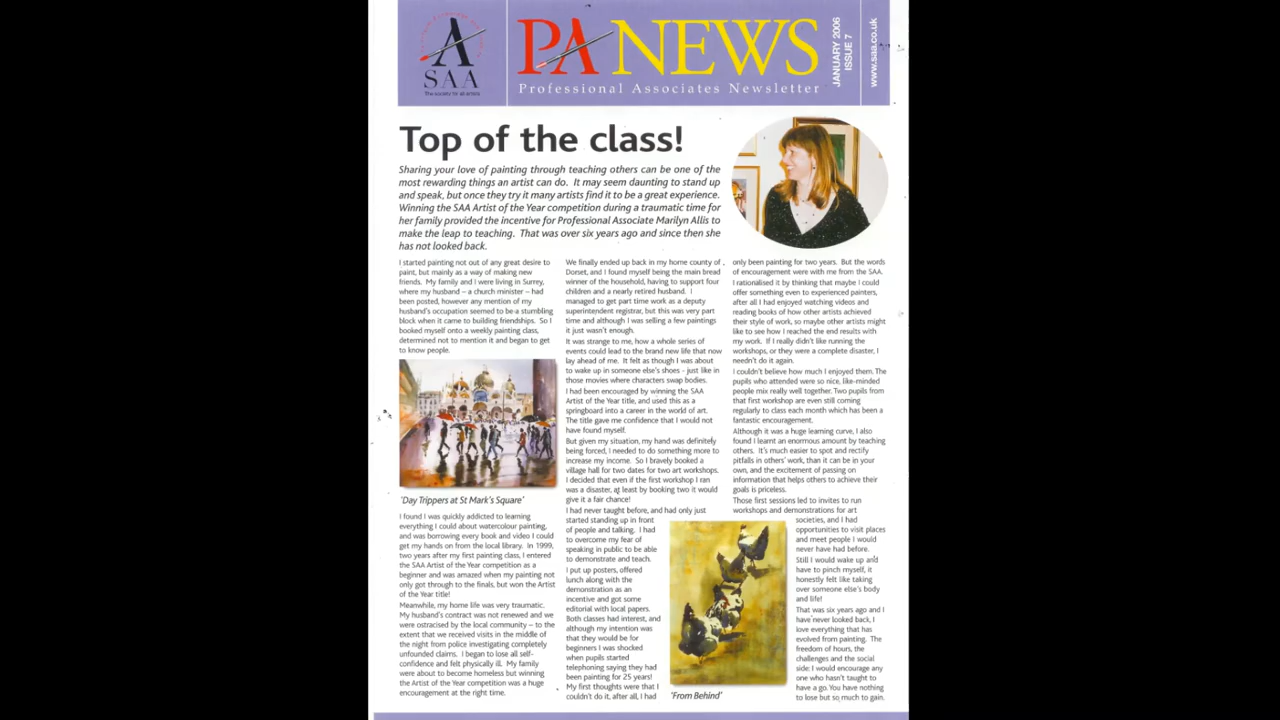 A
SAA
The society for all artists
PA NEWS
Professional Associates Newsletter
JANUARY 2006
ISSUE 7
www.saa.co.uk
Top of the class!
Sharing your love of painting through teaching others can be one of the
most rewarding things an artist can do. It may seem daunting to stand up
and speak, but once they try it many artists find it to be a great experience.
Winning the SAA Artist of the Year competition during a traumatic time for
her family provided the incentive for Professional Associate Marilyn Allis to
make the leap to teaching. That was over six years ago and since then she
has not looked back.
I started painting not out of any great desire to
paint, but mainly as a way of making new
friends. My family and I were living in Surrey,
where my husband – a church minister – had
been posted, however any mention of my
husband's occupation seemed to be a stumbling
block when it came to building friendships. So I
booked myself onto a weekly painting class,
determined not to mention it and began to get
to know people.
'Day Trippers at St Mark's Square'
I found I was quickly addicted to learning
everything I could about watercolour painting,
and was borrowing every book and video I could
get my hands on from the local library. In 1999,
two years after my first painting class, I entered
the SAA Artist of the Year competition as a
beginner and was amazed when my painting not
only got through to the finals, but won the Artist
of the Year title!
Meanwhile, my home life was very traumatic.
My husband's contract was not renewed and we
were ostracised by the local community – to the
extent that we received visits in the middle of
the night from police investigating completely
unfounded claims. I began to lose all self-
confidence and felt physically ill. My family
were about to become homeless but winning
the Artist of the Year competition was a huge
encouragement at the right time.
We finally ended up back in my home county of
Dorset, and I found myself being the main bread
winner of the household, having to support four
children and a nearly retired husband. I
managed to get part time work as a deputy
superintendent registrar, but this was very part
time and although I was selling a few paintings
it just wasn't enough.
It was strange to me, how a whole series of
events could lead to the brand new life that now
lay ahead of me. It felt as though I was about
to wake up in someone else's shoes - just like in
those movies where characters swap bodies.
I had been encouraged by winning the SAA
Artist of the Year title, and used this as a
springboard into a career in the world of art.
The title gave me confidence that I would not
have found myself.
But given my situation, my hand was definitely
being forced, I needed to do something more to
increase my income. So I bravely booked a
village hall for two dates for two art workshops.
I decided that even if the first workshop I ran
was a disaster, at least by booking two it would
give it a fair chance!
I had never taught before, and had only just
started standing up in front
of people and talking. I had
to overcome my fear of
speaking in public to be able
to demonstrate and teach.
I put up posters, offered
lunch along with the
demonstration as an
incentive and got some
editorial with local papers.
Both classes had interest, and
although my intention was
that they would be for
beginners I was shocked
when pupils started
telephoning saying they had
been painting for 25 years!
My first thoughts were that I
couldn't do it, after all, I had
only been painting for two years. But the words
of encouragement were with me from the SAA.
I rationalised it by thinking that maybe I could
offer something even to experienced painters,
after all I had enjoyed watching videos and
reading books of how other artists achieved
their style of work, so maybe other artists might
like to see how I reached the end results with
my work. If I really didn't like running the
workshops, or they were a complete disaster, I
needn't do it again.
I couldn't believe how much I enjoyed them. The
pupils who attended were so nice, like-minded
people mix really well together. Two pupils from
that first workshop are even still coming
regularly to class each month which has been a
fantastic encouragement.
Although it was a huge learning curve, I also
found I learnt an enormous amount by teaching
others. It's much easier to spot and rectify
pitfalls in others' work, than it can be in your
own, and the excitement of passing on
information that helps others to achieve their
goals is priceless.
Those first sessions led to invites to run
workshops and demonstrations for art
societies, and I had
opportunities to visit places
and meet people I would
never have had before.
Still I would wake up and
have to pinch myself, it
honestly felt like taking
over someone else's body
and life!
That was six years ago and I
have never looked back, I
love everything that has
evolved from painting. The
freedom of hours, the
challenges and the social
side: I would encourage any
one who hasn't taught to
have a go. You have nothing
to lose but so much to gain.
'From Behind'